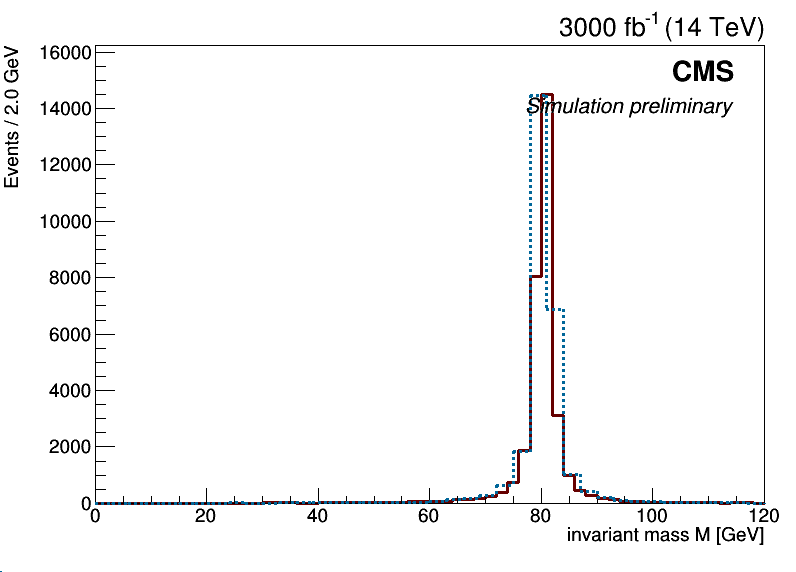 3000 fb-1 (14 TeV)
CMS
Simulation preliminary
Events / 2.0 GeV
16000
14000
12000
10000
8000
6000
4000
2000
0
0 20 40 60 80 100 120
invariant mass M [GeV]